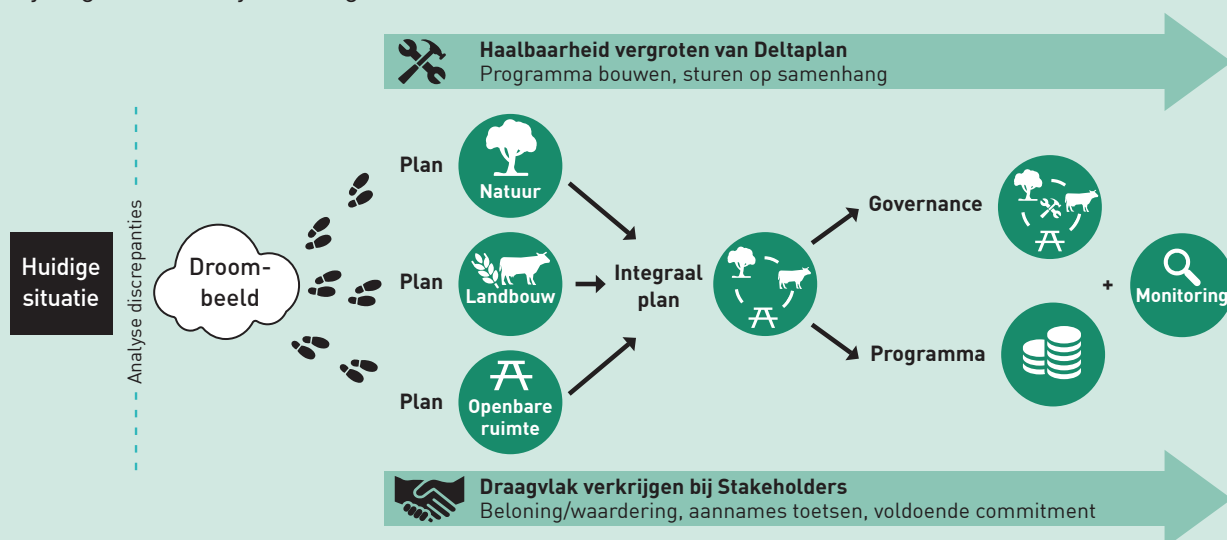 Haalbaarheid vergroten van Deltaplan
Programma bouwen, sturen op samenhang
Huidige
situatie
Analyse discrepanties
Droom-
beeld
Plan
Natuur
Plan
Landbouw
Plan
Openbare
ruimte
Integraal
plan
Governance
Programma
+
Monitoring
Draagvlak verkrijgen bij Stakeholders
Beloning/waardering, aannames toetsen, voldoende commitment